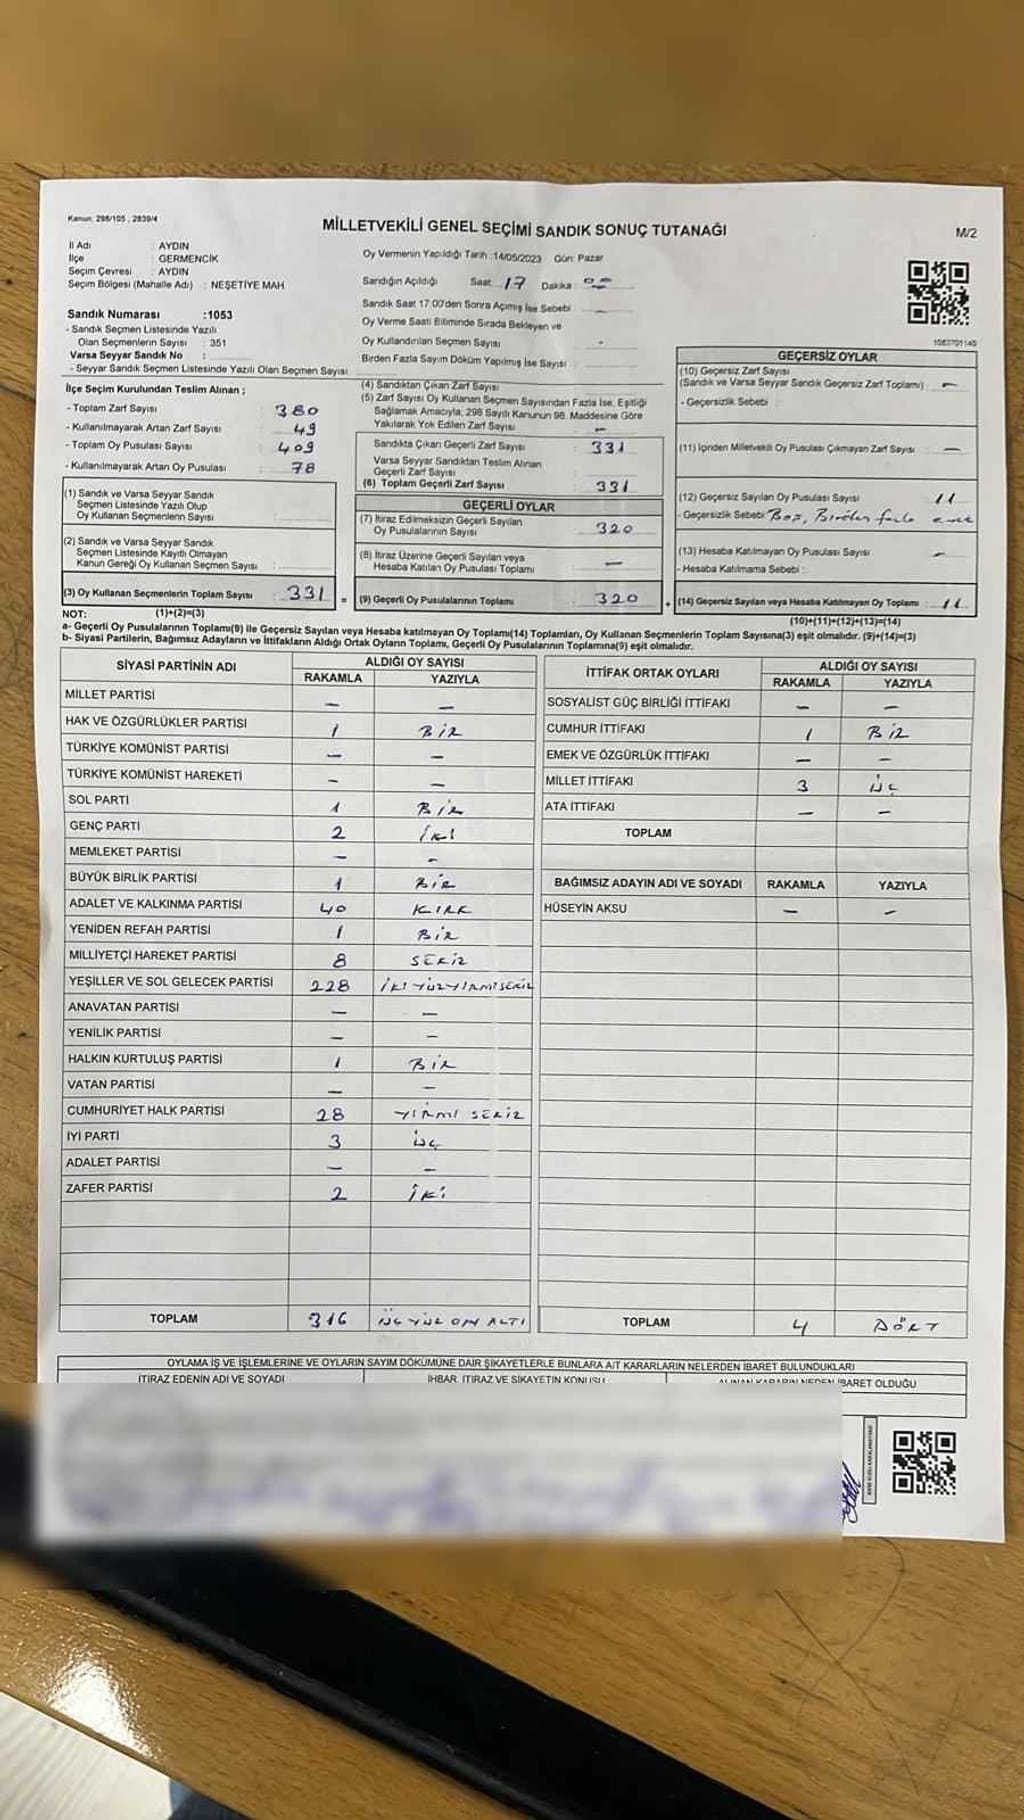 Kanun: 298/105 ; 2839/4
MİLLETVEKİLİ GENEL SEÇİMİ SANDIK SONUÇ TUTANAĞI
M/2
İl Adı : AYDIN
İlçe : GERMENCİK
Seçim Çevresi : AYDIN
Seçim Bölgesi (Mahalle Adı) : NEŞETİYE MAH.
Oy Vermenin Yapıldığı Tarih :14/05/2023 Gün: Pazar
Sandığın Açıldığı Saat 17 Dakika :
Sandık Saat 17:00'den Sonra Açılmış İse Sebebi : —
Oy Verme Saati Bitiminde Sırada Bekleyen ve
Oy Kullandırılan Seçmen Sayısı : -
Birden Fazla Sayım Döküm Yapılmış İse Sayısı :
Sandık Numarası :1053
- Sandık Seçmen Listesinde Yazılı
Olan Seçmenlerin Sayısı : 351
Varsa Seyyar Sandık No :
- Seyyar Sandık Seçmen Listesinde Yazılı Olan Seçmen Sayısı:
İlçe Seçim Kurulundan Teslim Alınan ;
- Toplam Zarf Sayısı : 380
- Kullanılmayarak Artan Zarf Sayısı : 49
- Toplam Oy Pusulası Sayısı : 409
- Kullanılmayarak Artan Oy Pusulası : 78
(1) Sandık ve Varsa Seyyar Sandık
Seçmen Listesinde Yazılı Olup
Oy Kullanan Seçmenlerin Sayısı :
(2) Sandık ve Varsa Seyyar Sandık
Seçmen Listesinde Kayıtlı Olmayan
Kanun Gereği Oy Kullanan Seçmen Sayısı :
(3) Oy Kullanan Seçmenlerin Toplam Sayısı : 331
(1)+(2)=(3)
(4) Sandıktan Çıkan Zarf Sayısı
(5) Zarf Sayısı Oy Kullanan Seçmen Sayısından Fazla İse, Eşitliği
Sağlamak Amacıyla; 298 Sayılı Kanunun 98. Maddesine Göre
Yakılarak Yok Edilen Zarf Sayısı : —
Sandıkta Çıkan Geçerli Zarf Sayısı : 331
Varsa Seyyar Sandıktan Teslim Alınan
Geçerli Zarf Sayısı :
(6) Toplam Geçerli Zarf Sayısı : 331
GEÇERLİ OYLAR
(7) İtiraz Edilmeksizin Geçerli Sayılan
Oy Pusulalarının Sayısı : 320
(8) İtiraz Üzerine Geçerli Sayılan veya
Hesaba Katılan Oy Pusulası Toplamı : —
= (9) Geçerli Oy Pusulalarının Toplamı : 320
GEÇERSİZ OYLAR
(10) Geçersiz Zarf Sayısı
(Sandık ve Varsa Seyyar Sandık Geçersiz Zarf Toplamı) : —
- Geçersizlik Sebebi :
(11) İçinden Milletvekili Oy Pusulası Çıkmayan Zarf Sayısı : —
(12) Geçersiz Sayılan Oy Pusulası Sayısı : 11
- Geçersizlik Sebebi : Boş, Birden fazla evet
(13) Hesaba Katılmayan Oy Pusulası Sayısı : —
- Hesaba Katılmama Sebebi :
+ (14) Geçersiz Sayılan veya Hesaba Katılmayan Oy Toplamı : 11
(10)+(11)+(12)+(13)=(14)
NOT:
a- Geçerli Oy Pusulalarının Toplamı(9) ile Geçersiz Sayılan veya Hesaba katılmayan Oy Toplamı(14) Toplamları, Oy Kullanan Seçmenlerin Toplam Sayısına(3) eşit olmalıdır. (9)+(14)=(3)
b- Siyasi Partilerin, Bağımsız Adayların ve İttifakların Aldığı Ortak Oyların Toplamı, Geçerli Oy Pusulalarının Toplamına(9) eşit olmalıdır.
SİYASİ PARTİNİN ADI ALDIĞI OY SAYISI
RAKAMLA YAZIYLA
MİLLET PARTİSİ — —
HAK VE ÖZGÜRLÜKLER PARTİSİ 1 BİR
TÜRKİYE KOMÜNİST PARTİSİ — —
TÜRKİYE KOMÜNİST HAREKETİ — —
SOL PARTİ 1 BİR
GENÇ PARTİ 2 İKİ
MEMLEKET PARTİSİ — —
BÜYÜK BİRLİK PARTİSİ 1 BİR
ADALET VE KALKINMA PARTİSİ 40 KIRK
YENİDEN REFAH PARTİSİ 1 BİR
MİLLİYETÇİ HAREKET PARTİSİ 8 SEKİZ
YEŞİLLER VE SOL GELECEK PARTİSİ 228 İKİYÜZYİRMİSEKİZ
ANAVATAN PARTİSİ — —
YENİLİK PARTİSİ — —
HALKIN KURTULUŞ PARTİSİ 1 BİR
VATAN PARTİSİ — —
CUMHURİYET HALK PARTİSİ 28 YİRMİ SEKİZ
İYİ PARTİ 3 ÜÇ
ADALET PARTİSİ — —
ZAFER PARTİSİ 2 İKİ
TOPLAM 316 ÜÇ YÜZ ON ALTI
İTTİFAK ORTAK OYLARI ALDIĞI OY SAYISI
RAKAMLA YAZIYLA
SOSYALİST GÜÇ BİRLİĞİ İTTİFAKI — —
CUMHUR İTTİFAKI 1 BİR
EMEK VE ÖZGÜRLÜK İTTİFAKI — —
MİLLET İTTİFAKI 3 ÜÇ
ATA İTTİFAKI — —
TOPLAM
BAĞIMSIZ ADAYIN ADI VE SOYADI RAKAMLA YAZIYLA
HÜSEYİN AKSU — —
TOPLAM 4 DÖRT
OYLAMA İŞ VE İŞLEMLERİNE VE OYLARIN SAYIM DÖKÜMÜNE DAİR ŞİKAYETLERLE BUNLARA AİT KARARLARIN NELERDEN İBARET BULUNDUKLARI
İTİRAZ EDENİN ADI VE SOYADI İHBAR, İTİRAZ VE ŞİKAYETİN KONUSU ALINAN KARARIN NEDEN İBARET OLDUĞU